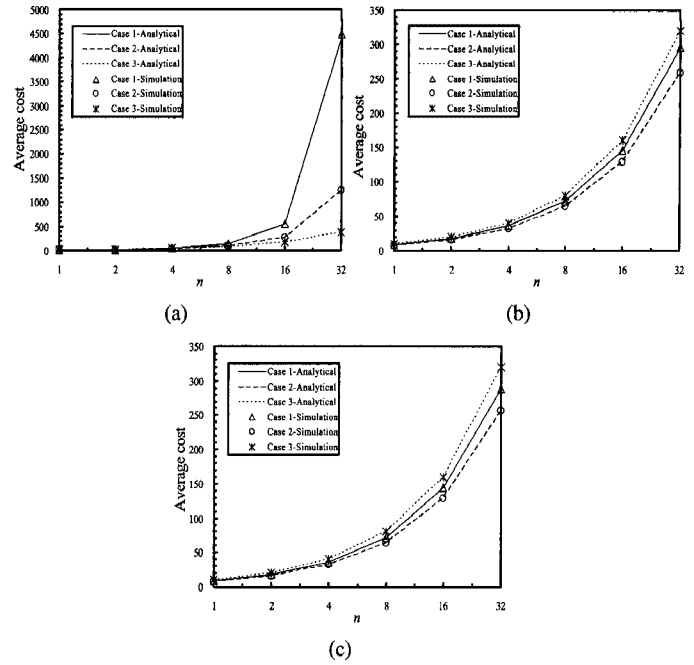 5000
4500
4000
3500
3000
2500
2000
1500
1000
500
0
Average cost
Case 1-Analytical
Case 2-Analytical
Case 3-Analytical
Case 1-Simulation
Case 2-Simulation
Case 3-Simulation
1 2 4 8 16 32
n
(a)
350
300
250
200
150
100
50
0
Average cost
Case 1-Analytical
Case 2-Analytical
Case 3-Analytical
Case 1-Simulation
Case 2-Simulation
Case 3-Simulation
1 2 4 8 16 32
n
(b)
350
300
250
200
150
100
50
0
Average cost
Case 1-Analytical
Case 2-Analytical
Case 3-Analytical
Case 1-Simulation
Case 2-Simulation
Case 3-Simulation
1 2 4 8 16 32
n
(c)